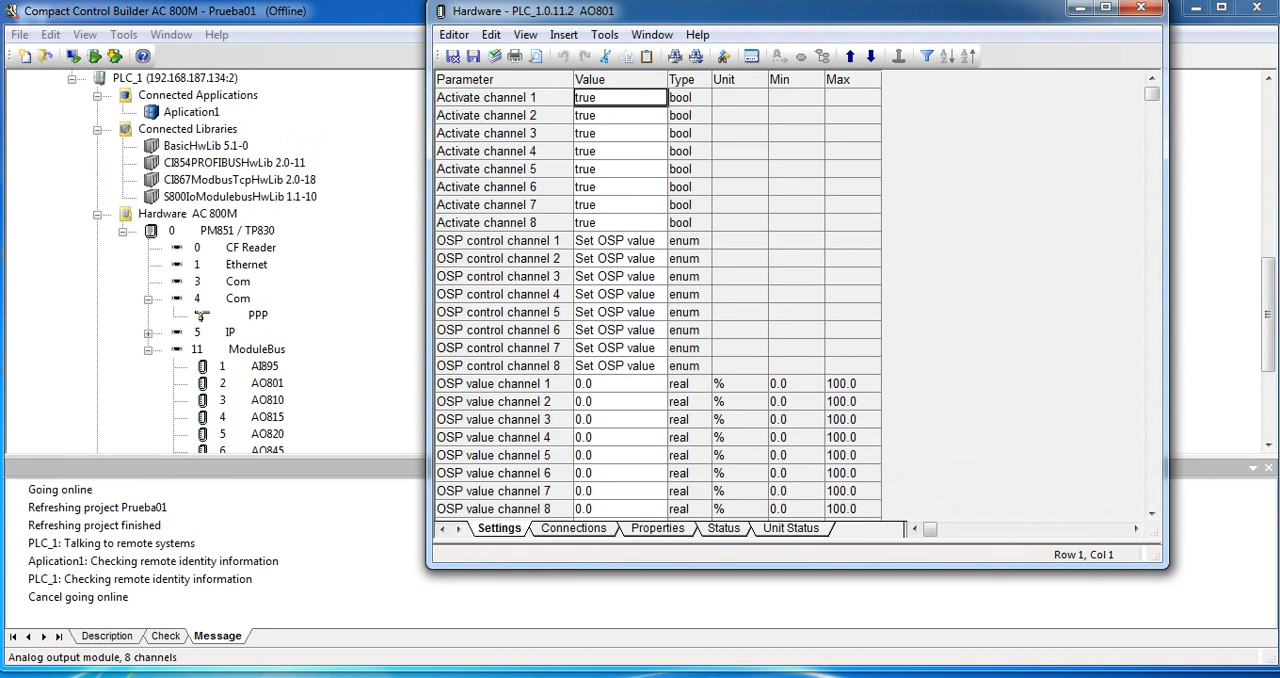 Compact Control Builder AC 800M - Prueba01 (Offline)
File Edit View Tools Window Help
PLC_1 (192.168.187.134:2)
Connected Applications
Aplication1
Connected Libraries
BasicHwLib 5.1-0
CI854PROFIBUSHwLib 2.0-11
CI867ModbusTcpHwLib 2.0-18
S800IoModulebusHwLib 1.1-10
Hardware AC 800M
0 PM851 / TP830
0 CF Reader
1 Ethernet
3 Com
4 Com
PPP
5 IP
11 ModuleBus
1 AI895
2 AO801
3 AO810
4 AO815
5 AO820
6 AO845
Hardware - PLC_1.0.11.2 AO801
Editor Edit View Insert Tools Window Help
Parameter Value Type Unit Min Max
Activate channel 1 true bool
Activate channel 2 true bool
Activate channel 3 true bool
Activate channel 4 true bool
Activate channel 5 true bool
Activate channel 6 true bool
Activate channel 7 true bool
Activate channel 8 true bool
OSP control channel 1 Set OSP value enum
OSP control channel 2 Set OSP value enum
OSP control channel 3 Set OSP value enum
OSP control channel 4 Set OSP value enum
OSP control channel 5 Set OSP value enum
OSP control channel 6 Set OSP value enum
OSP control channel 7 Set OSP value enum
OSP control channel 8 Set OSP value enum
OSP value channel 1 0.0 real % 0.0 100.0
OSP value channel 2 0.0 real % 0.0 100.0
OSP value channel 3 0.0 real % 0.0 100.0
OSP value channel 4 0.0 real % 0.0 100.0
OSP value channel 5 0.0 real % 0.0 100.0
OSP value channel 6 0.0 real % 0.0 100.0
OSP value channel 7 0.0 real % 0.0 100.0
OSP value channel 8 0.0 real % 0.0 100.0
Settings Connections Properties Status Unit Status
Row 1, Col 1
Going online
Refreshing project Prueba01
Refreshing project finished
PLC_1: Talking to remote systems
Aplication1: Checking remote identity information
PLC_1: Checking remote identity information
Cancel going online
Description Check Message
Analog output module, 8 channels